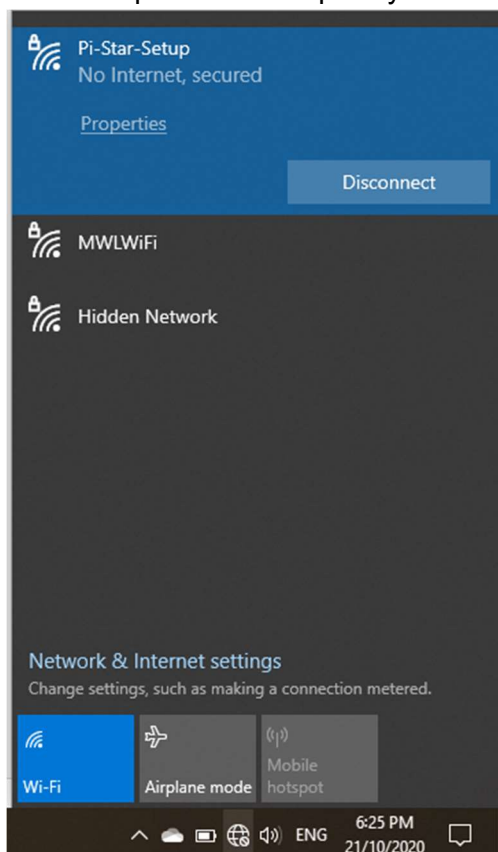 Pi-Star-Setup
No Internet, secured
Properties
Disconnect
MWLWiFi
Hidden Network
Network & Internet settings
Change settings, such as making a connection metered.
Wi-Fi
Airplane mode
Mobile
hotspot
ENG
6:25 PM
21/10/2020